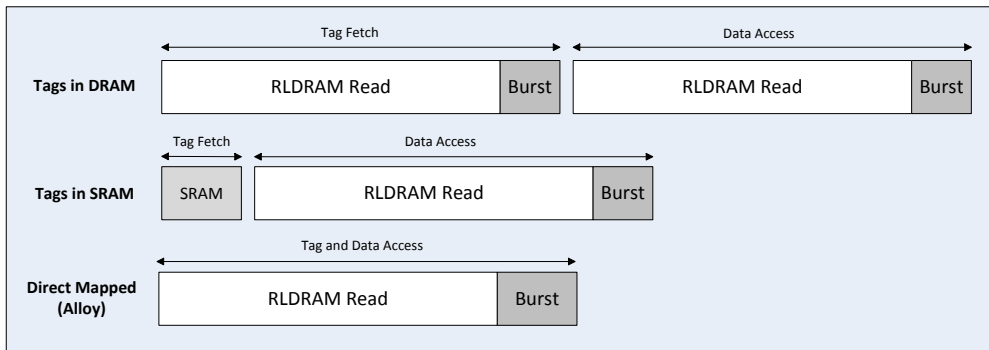 Tag Fetch
Data Access
Tags in DRAM
RLDRAM Read
Burst
RLDRAM Read
Burst
Tag Fetch
Data Access
Tags in SRAM
SRAM
RLDRAM Read
Burst
Tag and Data Access
Direct Mapped
(Alloy)
RLDRAM Read
Burst